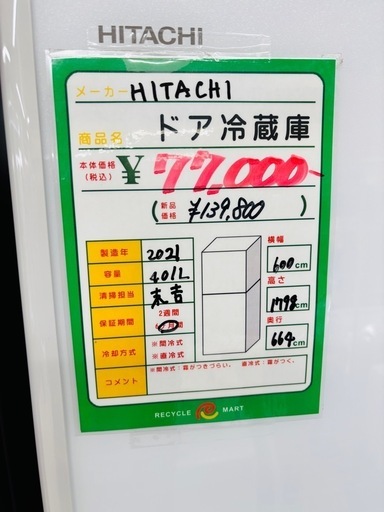 HITACHI
メーカー HITACHI
商品名 ドア冷蔵庫
本体価格(税込) ¥77,000-
(新品価格 ¥139,800)
製造年 2021
容量 401L
清掃担当 末吉
保証期間 2週間
冷却方式 ※間冷式 ※直冷式
横幅
600cm
高さ
1798cm
奥行
664cm
※間冷式：霜がつきづらい。 直冷式：霜がつく。
コメント
RECYCLE MART